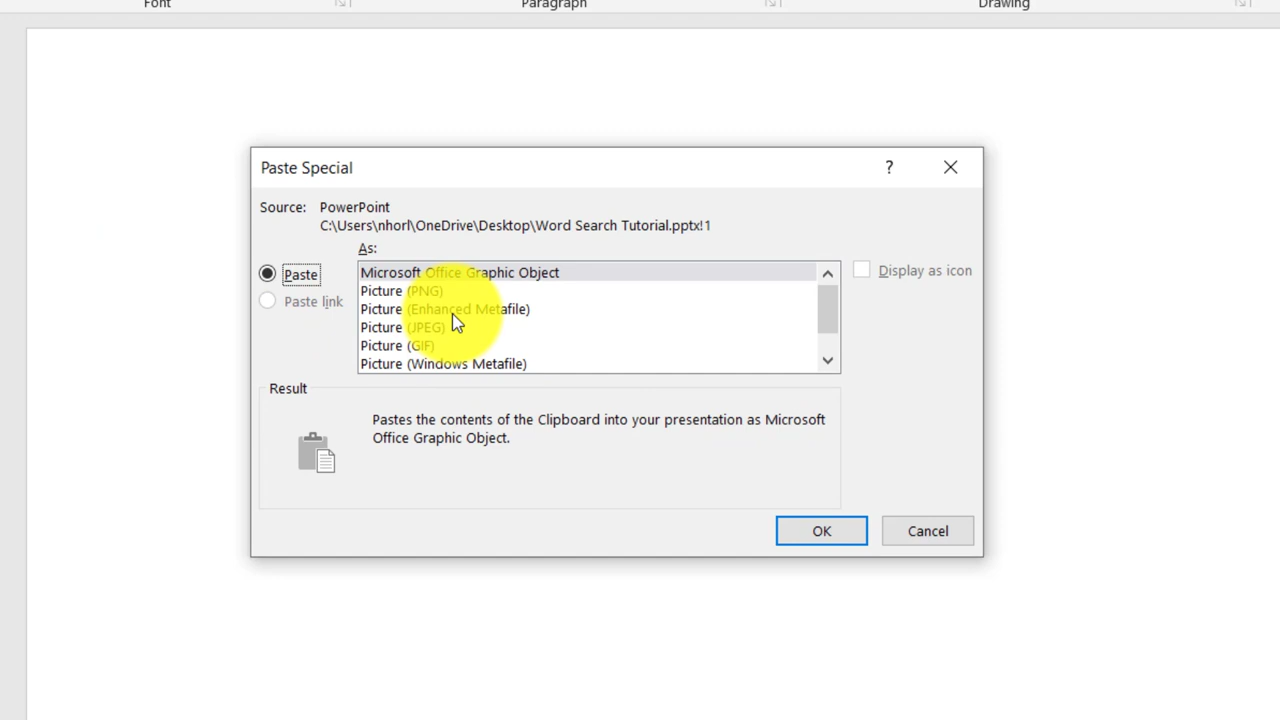 Font Paragraph Drawing
Paste Special ?
Source: PowerPoint
C:\Users\nhorl\OneDrive\Desktop\Word Search Tutorial.pptx!1
As:
Paste
Paste link
Microsoft Office Graphic Object
Picture (PNG)
Picture (Enhanced Metafile)
Picture (JPEG)
Picture (GIF)
Picture (Windows Metafile)
Display as icon
Result
Pastes the contents of the Clipboard into your presentation as Microsoft
Office Graphic Object.
OK Cancel